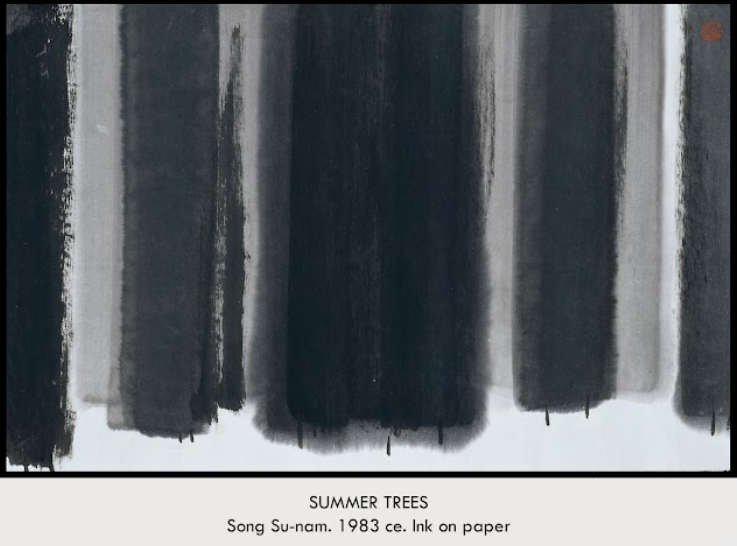 SUMMER TREES
Song Su-nam. 1983 ce. Ink on paper